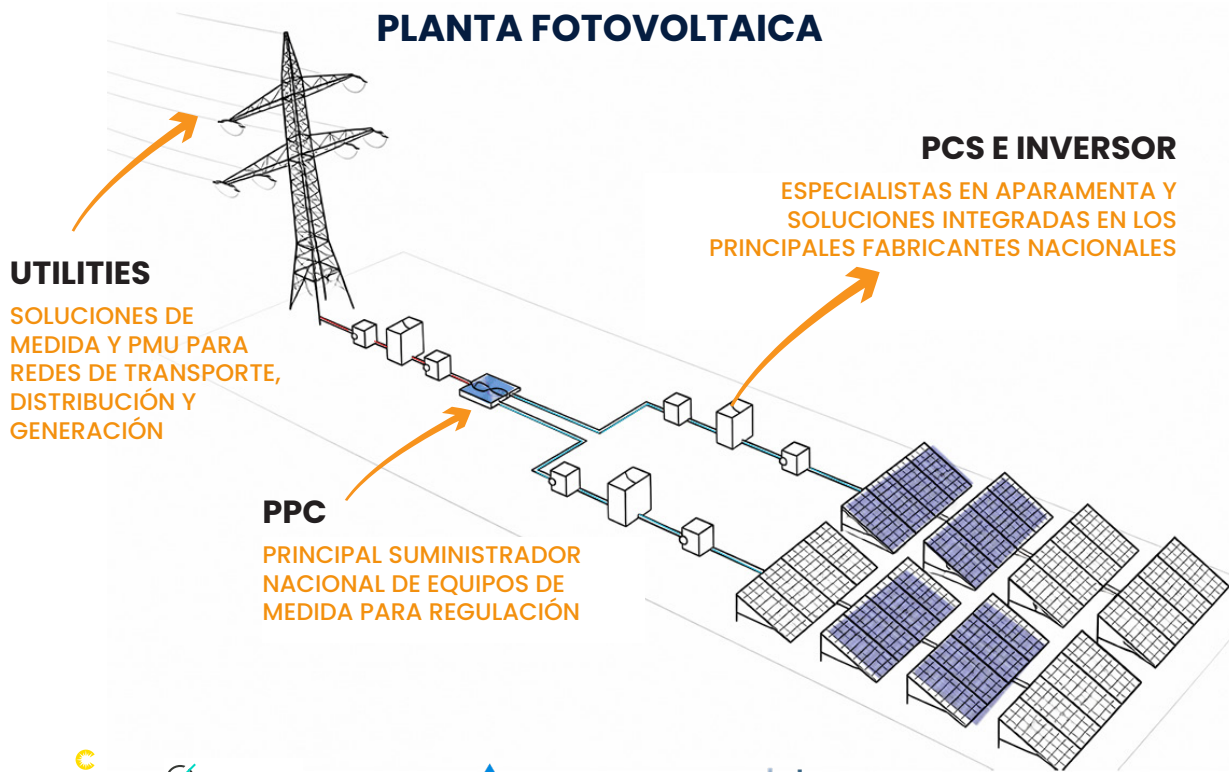 PLANTA FOTOVOLTAICA
PCS E INVERSOR
ESPECIALISTAS EN APARAMENTA Y
SOLUCIONES INTEGRADAS EN LOS
PRINCIPALES FABRICANTES NACIONALES
UTILITIES
SOLUCIONES DE
MEDIDA Y PMU PARA
REDES DE TRANSPORTE,
DISTRIBUCIÓN Y
GENERACIÓN
PPC
PRINCIPAL SUMINISTRADOR
NACIONAL DE EQUIPOS DE
MEDIDA PARA REGULACIÓN